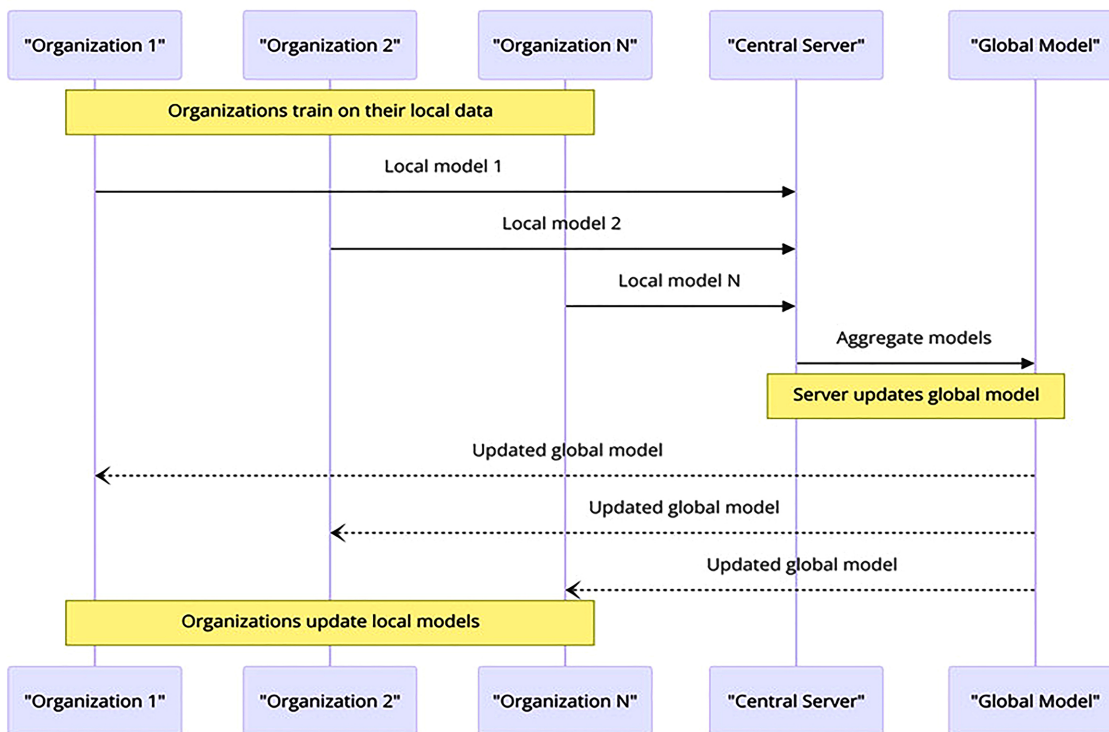 "Organization 1"
"Organization 2"
"Organization N"
"Central Server"
"Global Model"
Organizations train on their local data
Local model 1
Local model 2
Local model N
Aggregate models
Server updates global model
Updated global model
Updated global model
Updated global model
Organizations update local models
"Organization 1"
"Organization 2"
"Organization N"
"Central Server"
"Global Model"